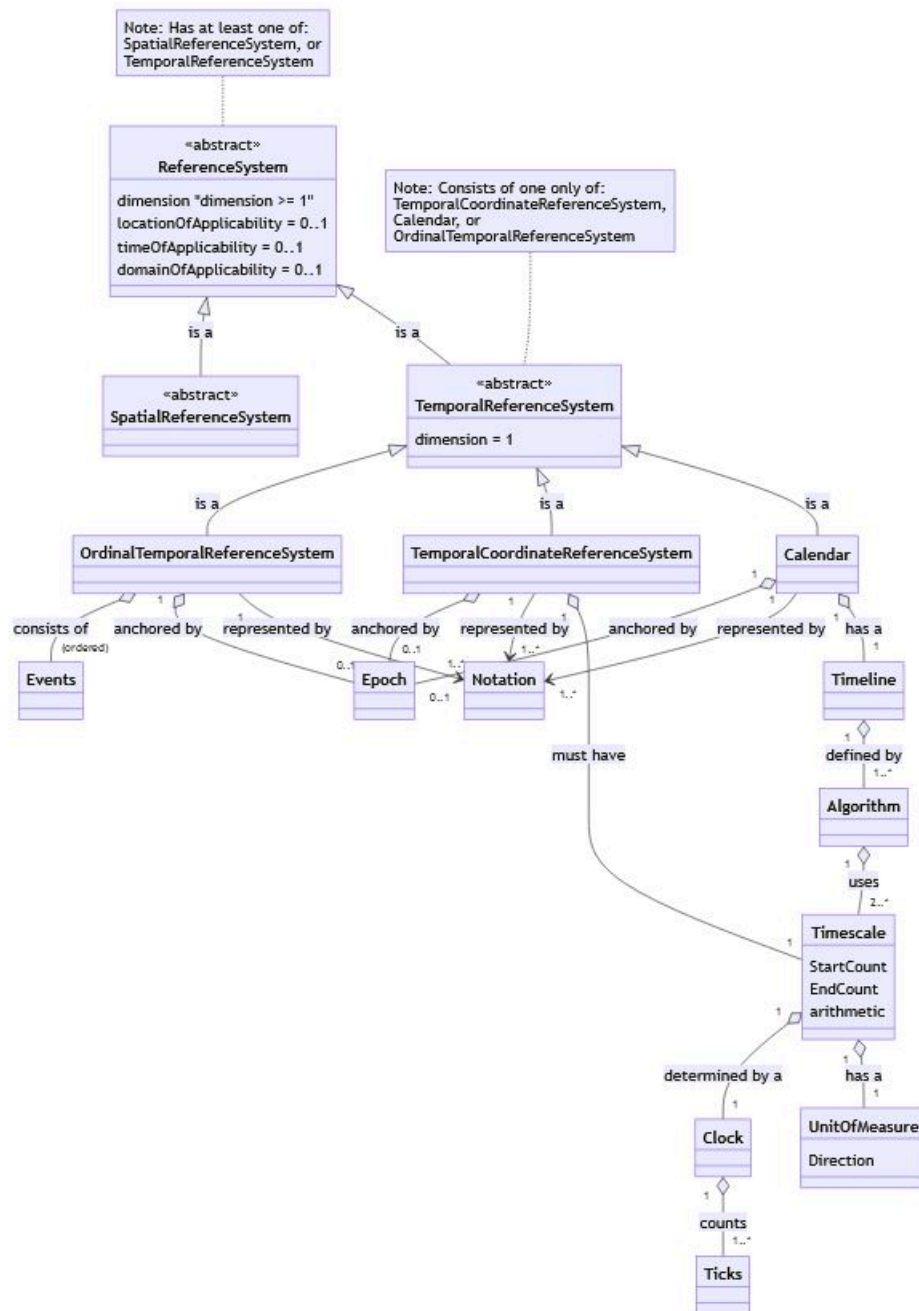 Note: Has at least one of:
SpatialReferenceSystem, or
TemporalReferenceSystem
«abstract»
ReferenceSystem
dimension "dimension >= 1"
locationOfApplicability = 0..1
timeOfApplicability = 0..1
domainOfApplicability = 0..1
Note: Consists of one only of:
TemporalCoordinateReferenceSystem,
Calendar, or
OrdinalTemporalReferenceSystem
is a
is a
«abstract»
SpatialReferenceSystem
«abstract»
TemporalReferenceSystem
dimension = 1
is a
is a
is a
OrdinalTemporalReferenceSystem
TemporalCoordinateReferenceSystem
Calendar
1
1
1
1
1
1
1
consists of
(ordered)
anchored by
represented by
anchored by
represented by
anchored by
represented by
has a
0..1
0..1
1..*
1..*
0..1
1..*
1
Events
Epoch
Notation
Timeline
1
defined by
1..*
must have
Algorithm
1
uses
2..*
1
Timescale
StartCount
EndCount
arithmetic
1
1
determined by a
has a
1
1
Clock
UnitOfMeasure
Direction
1
counts
1..*
Ticks